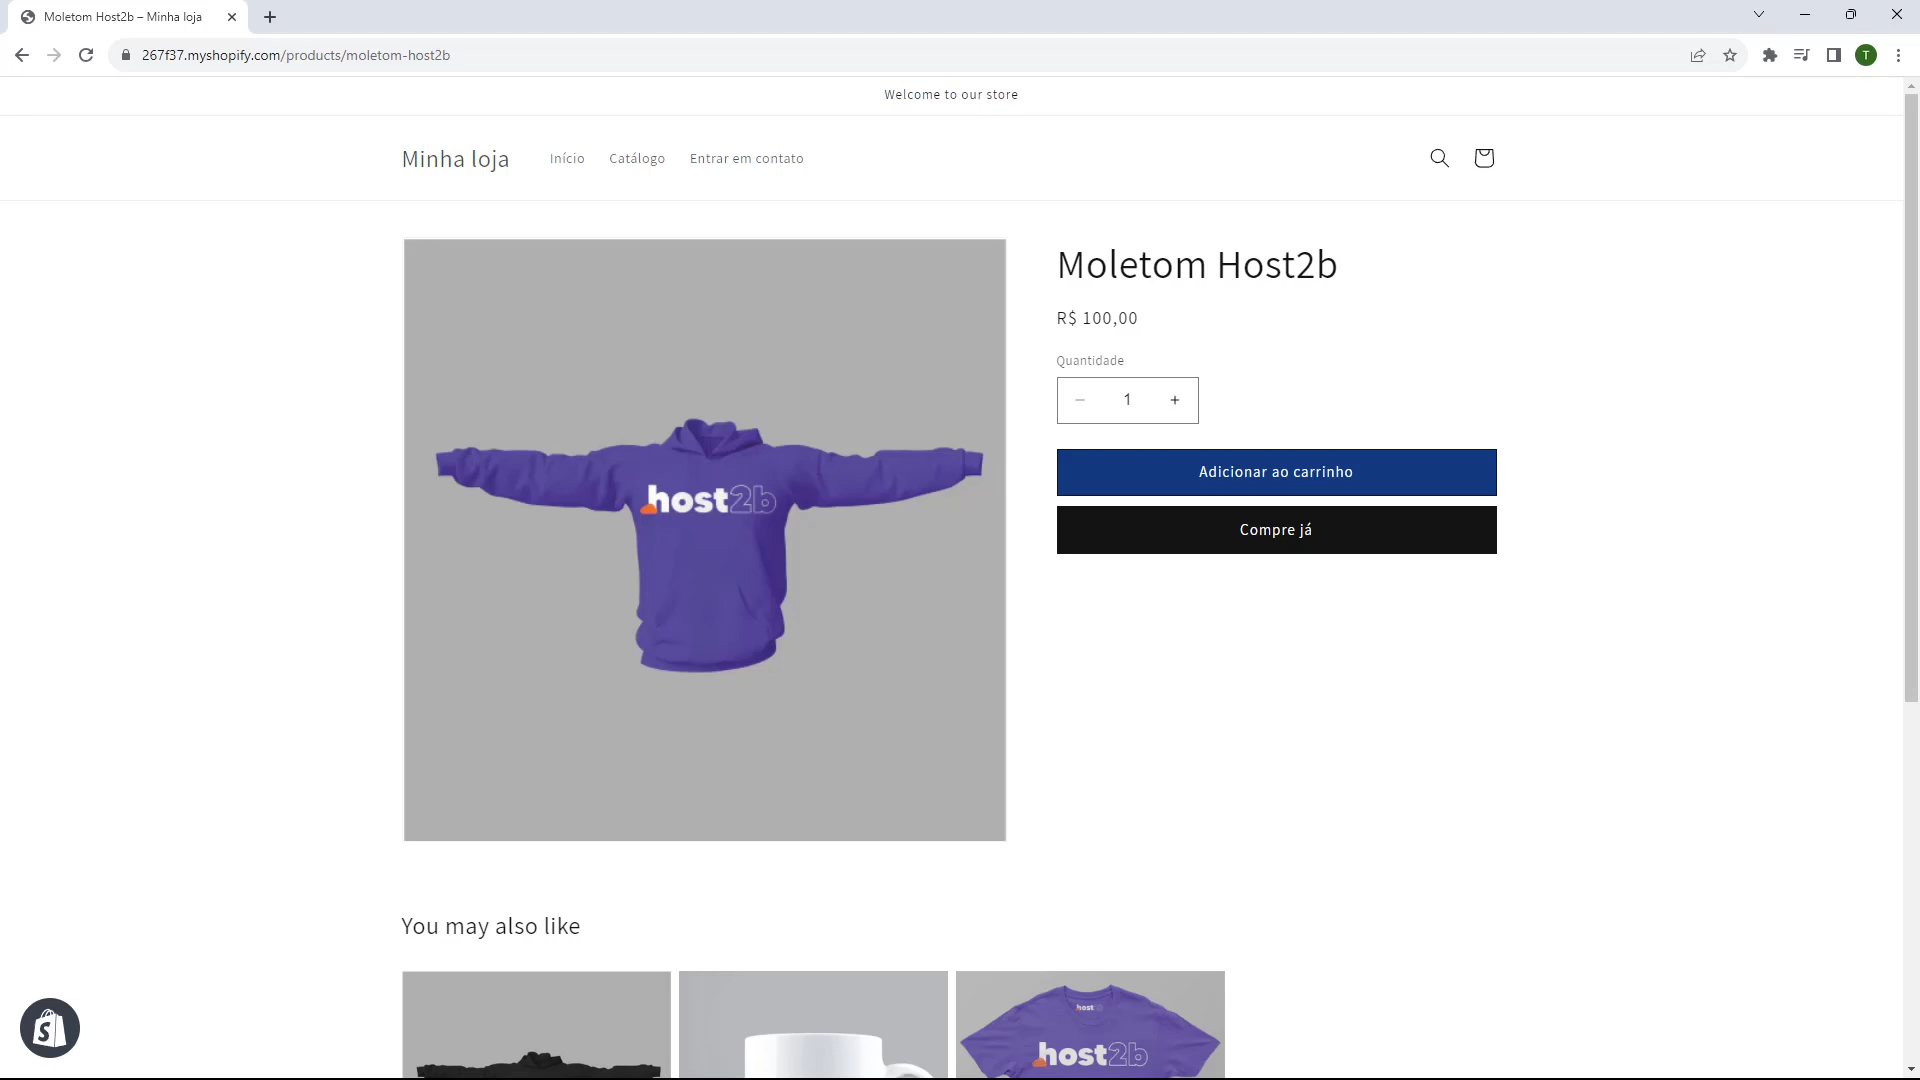 Moletom Host2b – Minha loja
267f37.myshopify.com/products/moletom-host2b
T
Welcome to our store
Minha loja
Início
Catálogo
Entrar em contato
host2b
Moletom Host2b
R$ 100,00
Quantidade
− 1 +
Adicionar ao carrinho
Compre já
You may also like
host
host2b